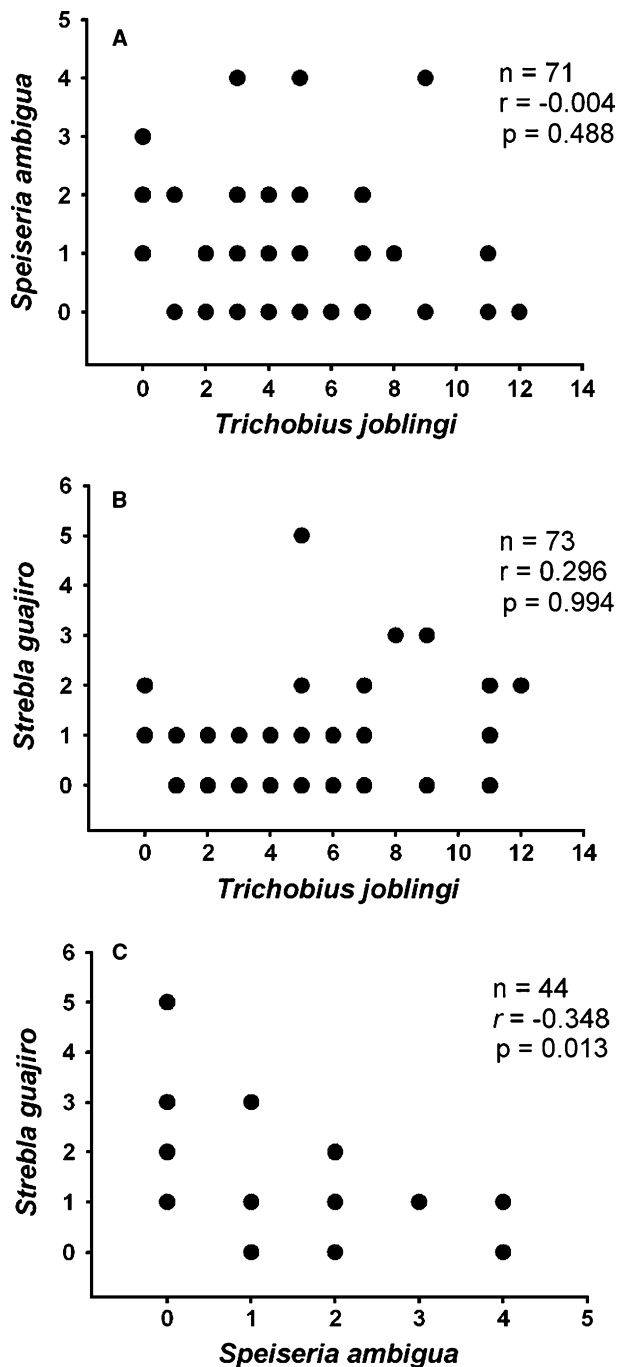 A
n = 71
r = -0.004
p = 0.488
5
4
3
2
1
0
Speiseria ambigua
0 2 4 6 8 10 12 14
Trichobius joblingi
B
n = 73
r = 0.296
p = 0.994
6
5
4
3
2
1
0
Strebla guajiro
0 2 4 6 8 10 12 14
Trichobius joblingi
C
n = 44
r = -0.348
p = 0.013
6
5
4
3
2
1
0
Strebla guajiro
0 1 2 3 4 5
Speiseria ambigua